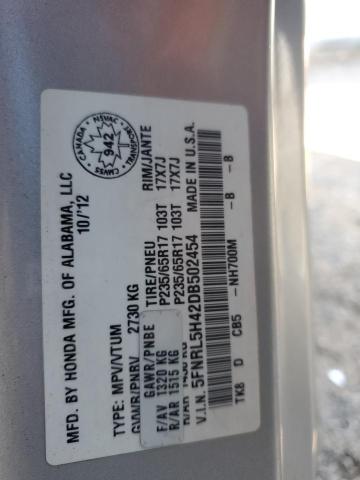 MFD. BY HONDA MFG. OF ALABAMA, LLC
10/'12
CANADA
NSVAC
942
TRANSPORT
CMVSS
TYPE: MPV/VTUM
GVWR/PNBV 2730 KG
GAWR/PNBE TIRE/PNEU RIM/JANTE
F/AV 1320 KG P235/65R17 103T 17X7J
R/AR 1515 KG P235/65R17 103T 17X7J
V.I.N. 5FNRL5H42DB502454 MADE IN U.S.A.
TK8 D CB5 - NH700M - B - B